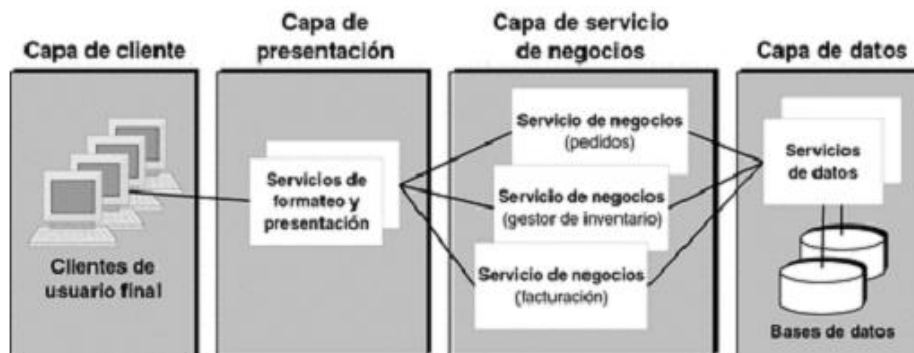 Capa de cliente
Capa de
presentación
Capa de servicio
de negocios
Capa de datos
Clientes de
usuario final
Servicios de
formateo y
presentación
Servicio de negocios
(pedidos)
Servicio de negocios
(gestor de inventario)
Servicio de negocios
(facturación)
Servicios
de datos
Bases de datos